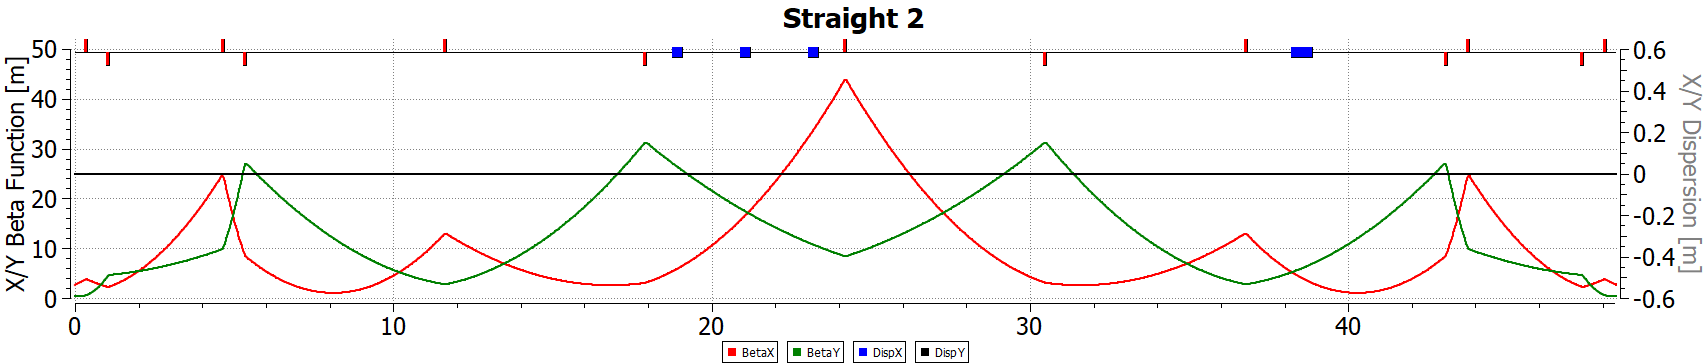 Straight 2
X/Y Beta Function [m]
50
40
30
20
10
0
0.6
0.4
0.2
0
-0.2
-0.4
-0.6
X/Y Dispersion [m]
0 10 20 30 40
BetaX BetaY DispX DispY